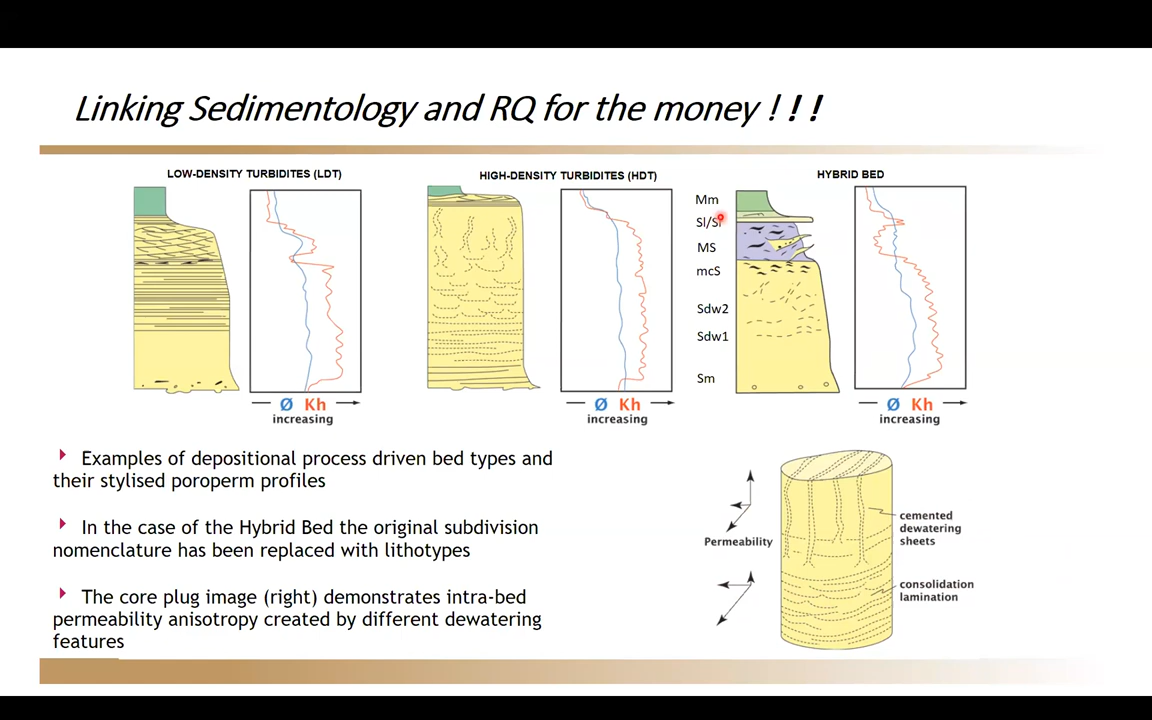 Linking Sedimentology and RQ for the money ! ! !
LOW-DENSITY TURBIDITES (LDT)
HIGH-DENSITY TURBIDITES (HDT)
HYBRID BED
Mm
Sl/Sr
MS
mcS
Sdw2
Sdw1
Sm
Ø Kh
increasing
Ø Kh
increasing
Ø Kh
increasing
Examples of depositional process driven bed types and
their stylised poroperm profiles
In the case of the Hybrid Bed the original subdivision
nomenclature has been replaced with lithotypes
The core plug image (right) demonstrates intra-bed
permeability anisotropy created by different dewatering
features
Permeability
cemented
dewatering
sheets
consolidation
lamination